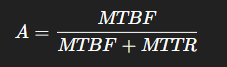 A = MTBF / (MTBF + MTTR)